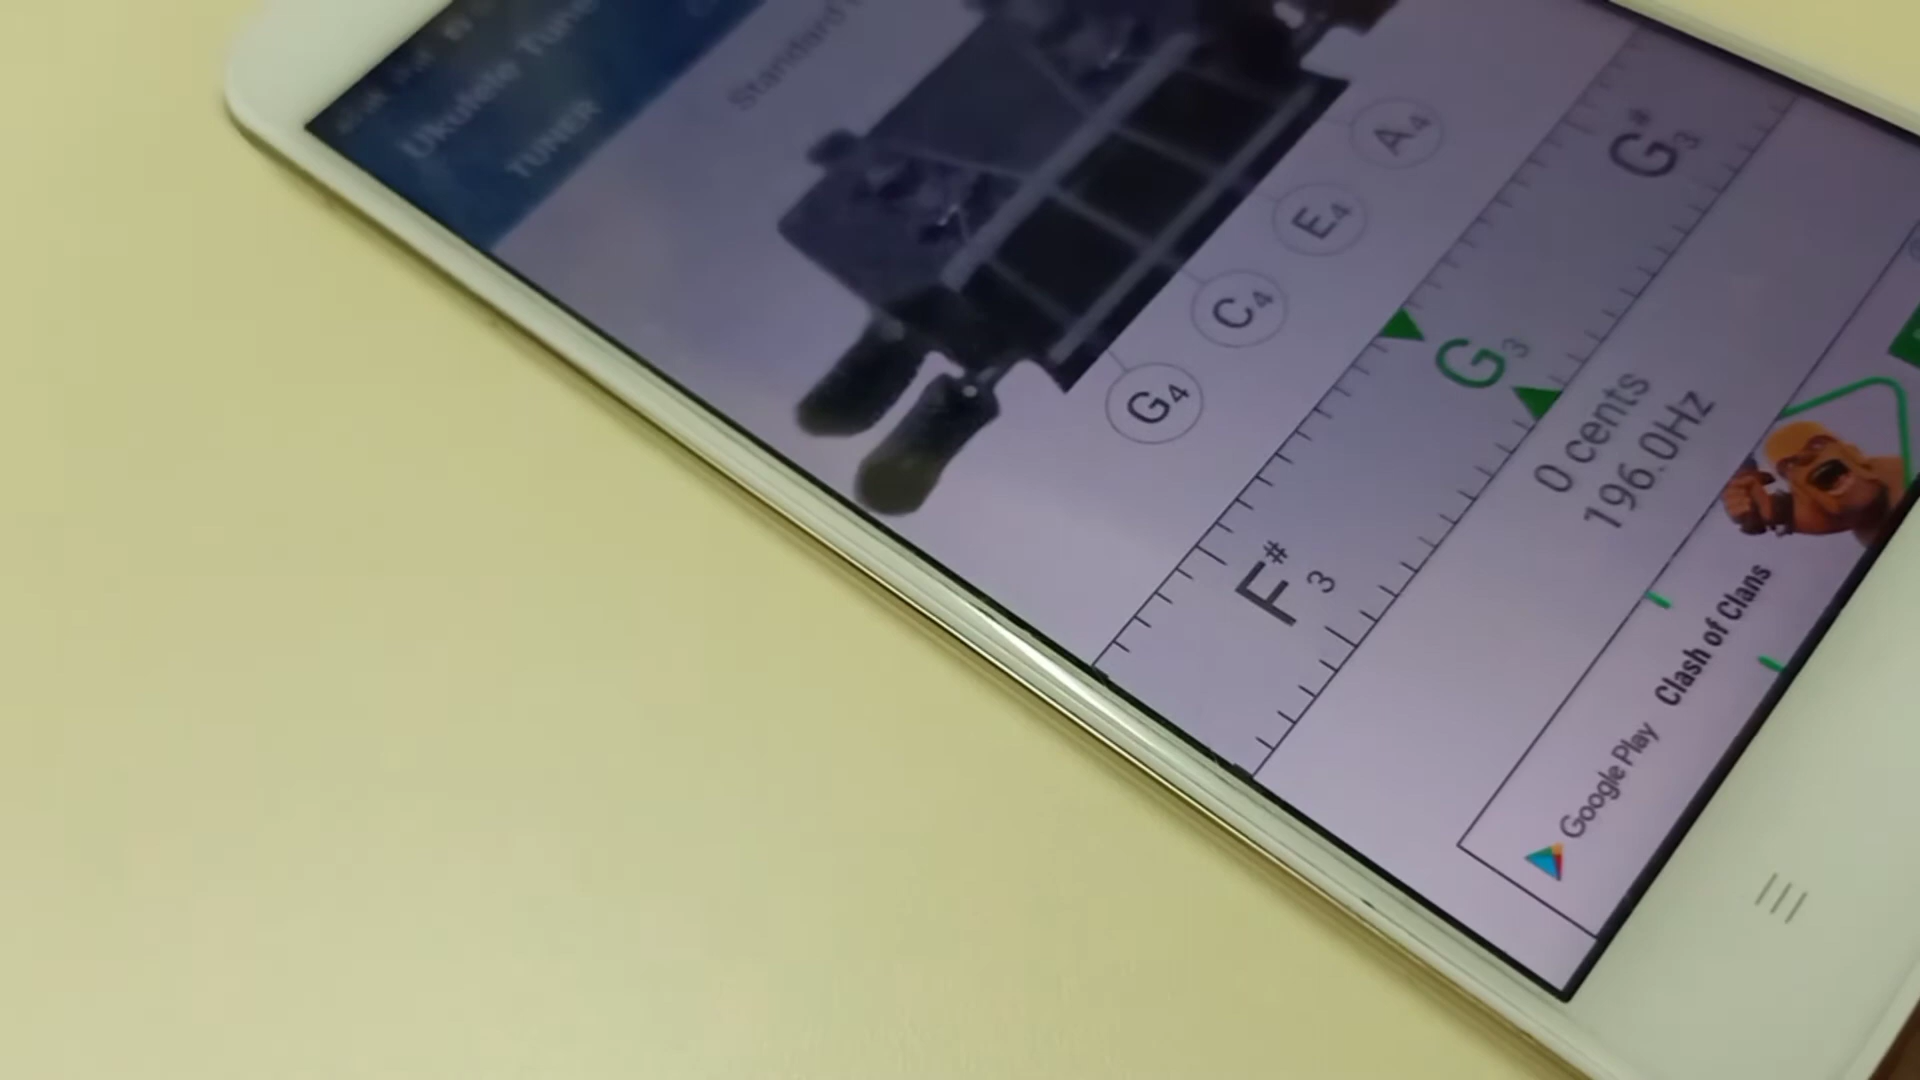 Ukulele Tuner
TUNER
Standard
G4
C4
E4
A4
F#3
G3
G#3
0 cents
196.0Hz
Google Play
Clash of Clans